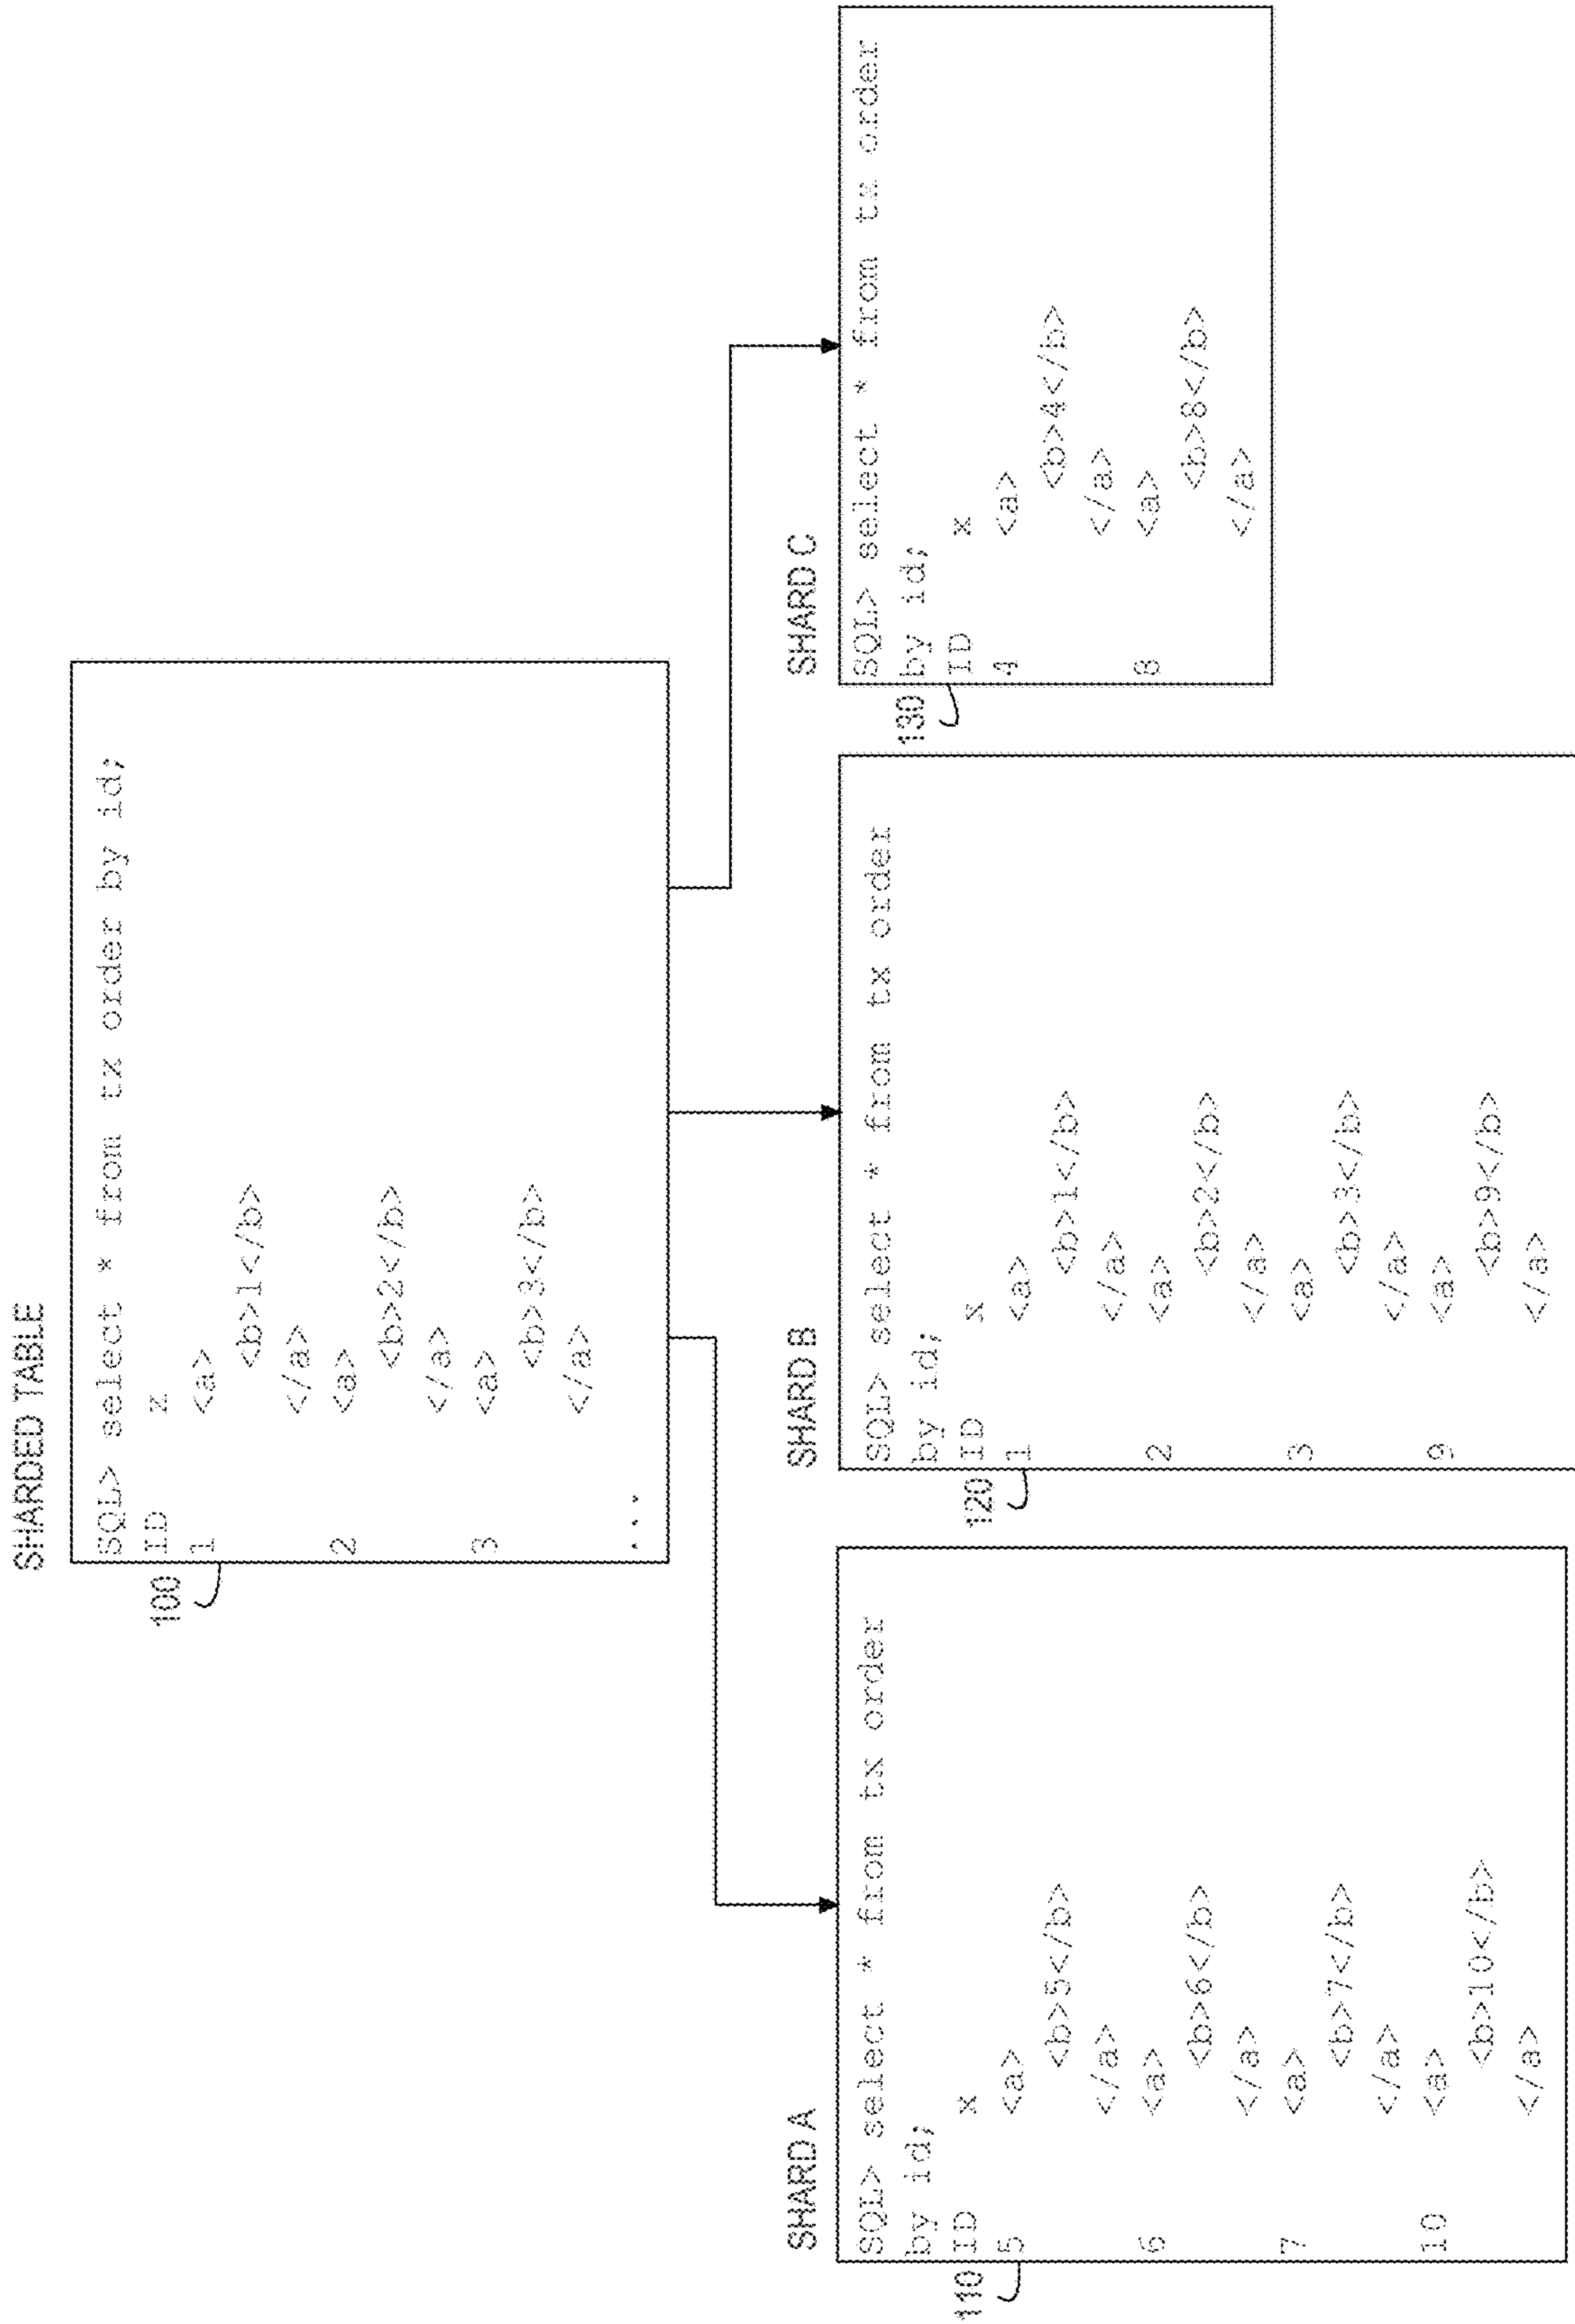 SHARDED TABLE
100
SQL> select * from tx order by id;
ID x
1 <a>
<b>1</b>
</a>
2 <a>
<b>2</b>
</a>
3 <a>
<b>3</b>
</a>
...
SHARD A
110
SQL> select * from tx order
by id;
ID x
5 <a>
<b>5</b>
</a>
6 <a>
<b>6</b>
</a>
7 <a>
<b>7</b>
</a>
10 <a>
<b>10</b>
</a>
SHARD B
120
SQL> select * from tx order
by id;
ID x
1 <a>
<b>1</b>
</a>
2 <a>
<b>2</b>
</a>
3 <a>
<b>3</b>
</a>
9 <a>
<b>9</b>
</a>
SHARD C
130
SQL> select * from tx order
by id;
ID x
4 <a>
<b>4</b>
</a>
8 <a>
<b>8</b>
</a>